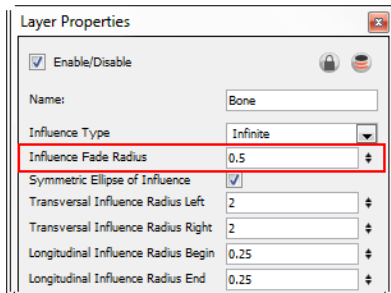 Layer Properties
Enable/Disable
Name: Bone
Influence Type Infinite
Influence Fade Radius 0.5
Symmetric Ellipse of Influence
Transversal Influence Radius Left 2
Transversal Influence Radius Right 2
Longitudinal Influence Radius Begin 0.25
Longitudinal Influence Radius End 0.25